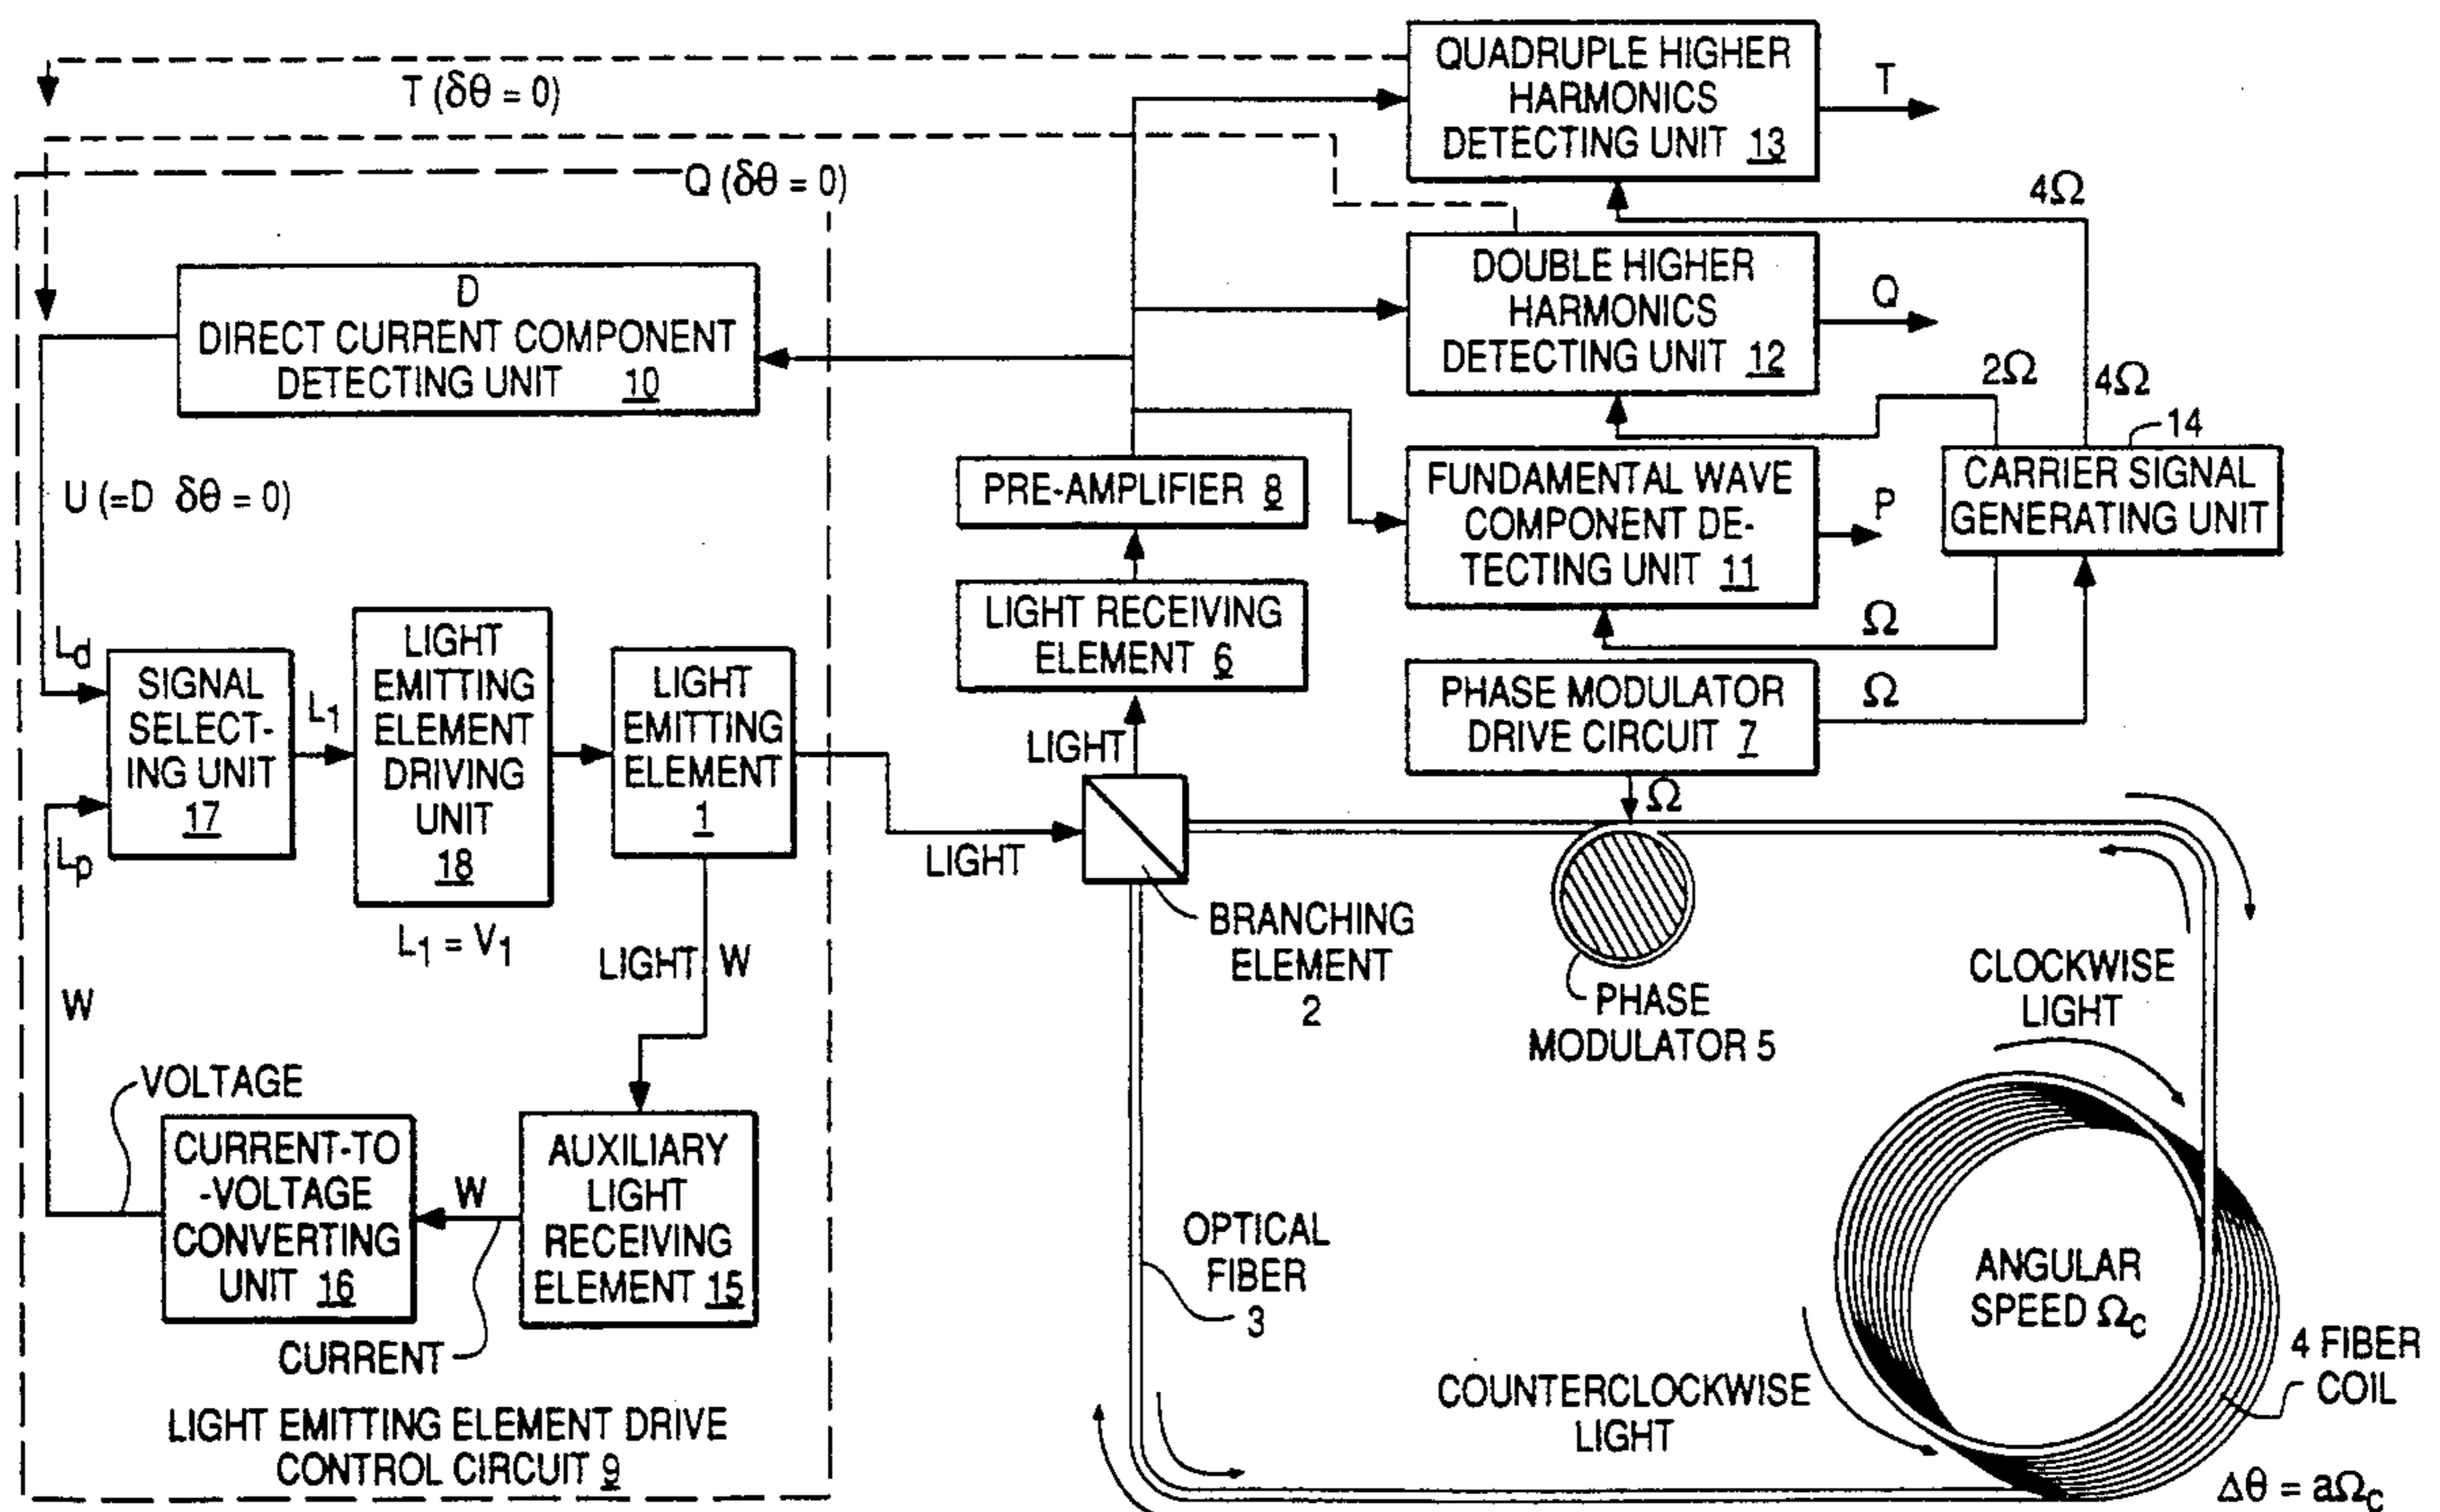 QUADRUPLE HIGHER
HARMONICS
DETECTING UNIT 13
T
T (δθ = 0)
Q (δθ = 0)
4Ω
D
DIRECT CURRENT COMPONENT
DETECTING UNIT 10
DOUBLE HIGHER
HARMONICS
DETECTING UNIT 12
Q
2Ω
4Ω
14
CARRIER SIGNAL
GENERATING UNIT
U (=D δθ = 0)
PRE-AMPLIFIER 8
FUNDAMENTAL WAVE
COMPONENT DE-
TECTING UNIT 11
P
Ω
LIGHT RECEIVING
ELEMENT 6
PHASE MODULATOR
DRIVE CIRCUIT 7
Ω
Ω
Ld
Lp
SIGNAL
SELECT-
ING UNIT
17
L1
LIGHT
EMITTING
ELEMENT
DRIVING
UNIT
18
L1 = V1
LIGHT
EMITTING
ELEMENT
1
LIGHT
LIGHT
BRANCHING
ELEMENT
2
PHASE
MODULATOR 5
CLOCKWISE
LIGHT
LIGHT W
W
VOLTAGE
CURRENT-TO
-VOLTAGE
CONVERTING
UNIT 16
W
AUXILIARY
LIGHT
RECEIVING
ELEMENT 15
CURRENT
OPTICAL
FIBER
3
ANGULAR
SPEED Ωc
4 FIBER
COIL
COUNTERCLOCKWISE
LIGHT
LIGHT EMITTING ELEMENT DRIVE
CONTROL CIRCUIT 9
Δθ = aΩc